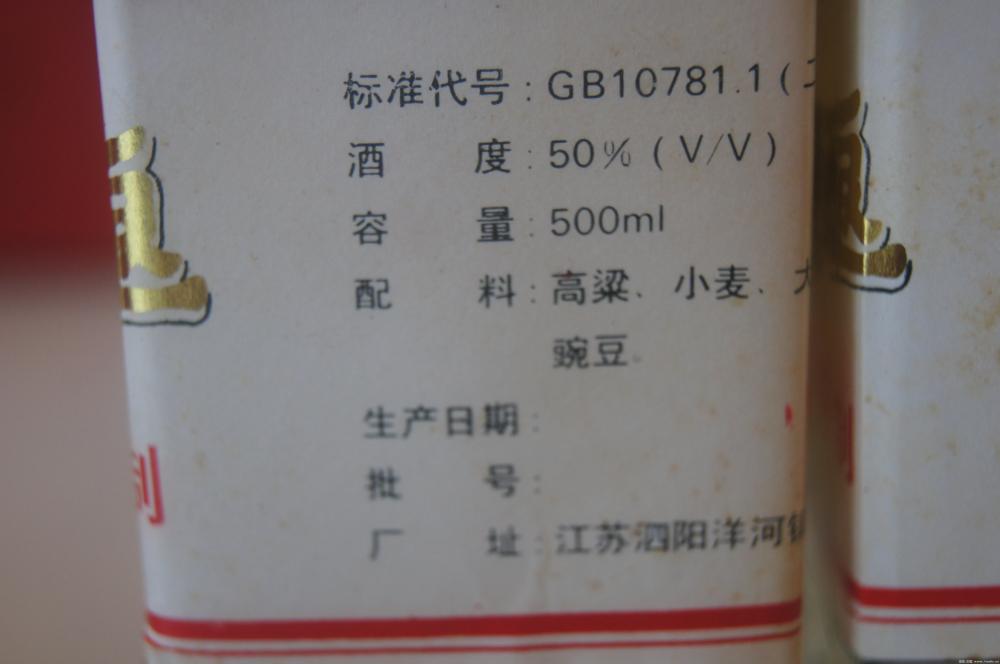 标准代号：GB10781.1（
酒 度：50%（V/V）
容 量：500ml
配 料：高粱、小麦、
豌豆。
生产日期：
批 号：
厂 址：江苏泗阳洋河
制